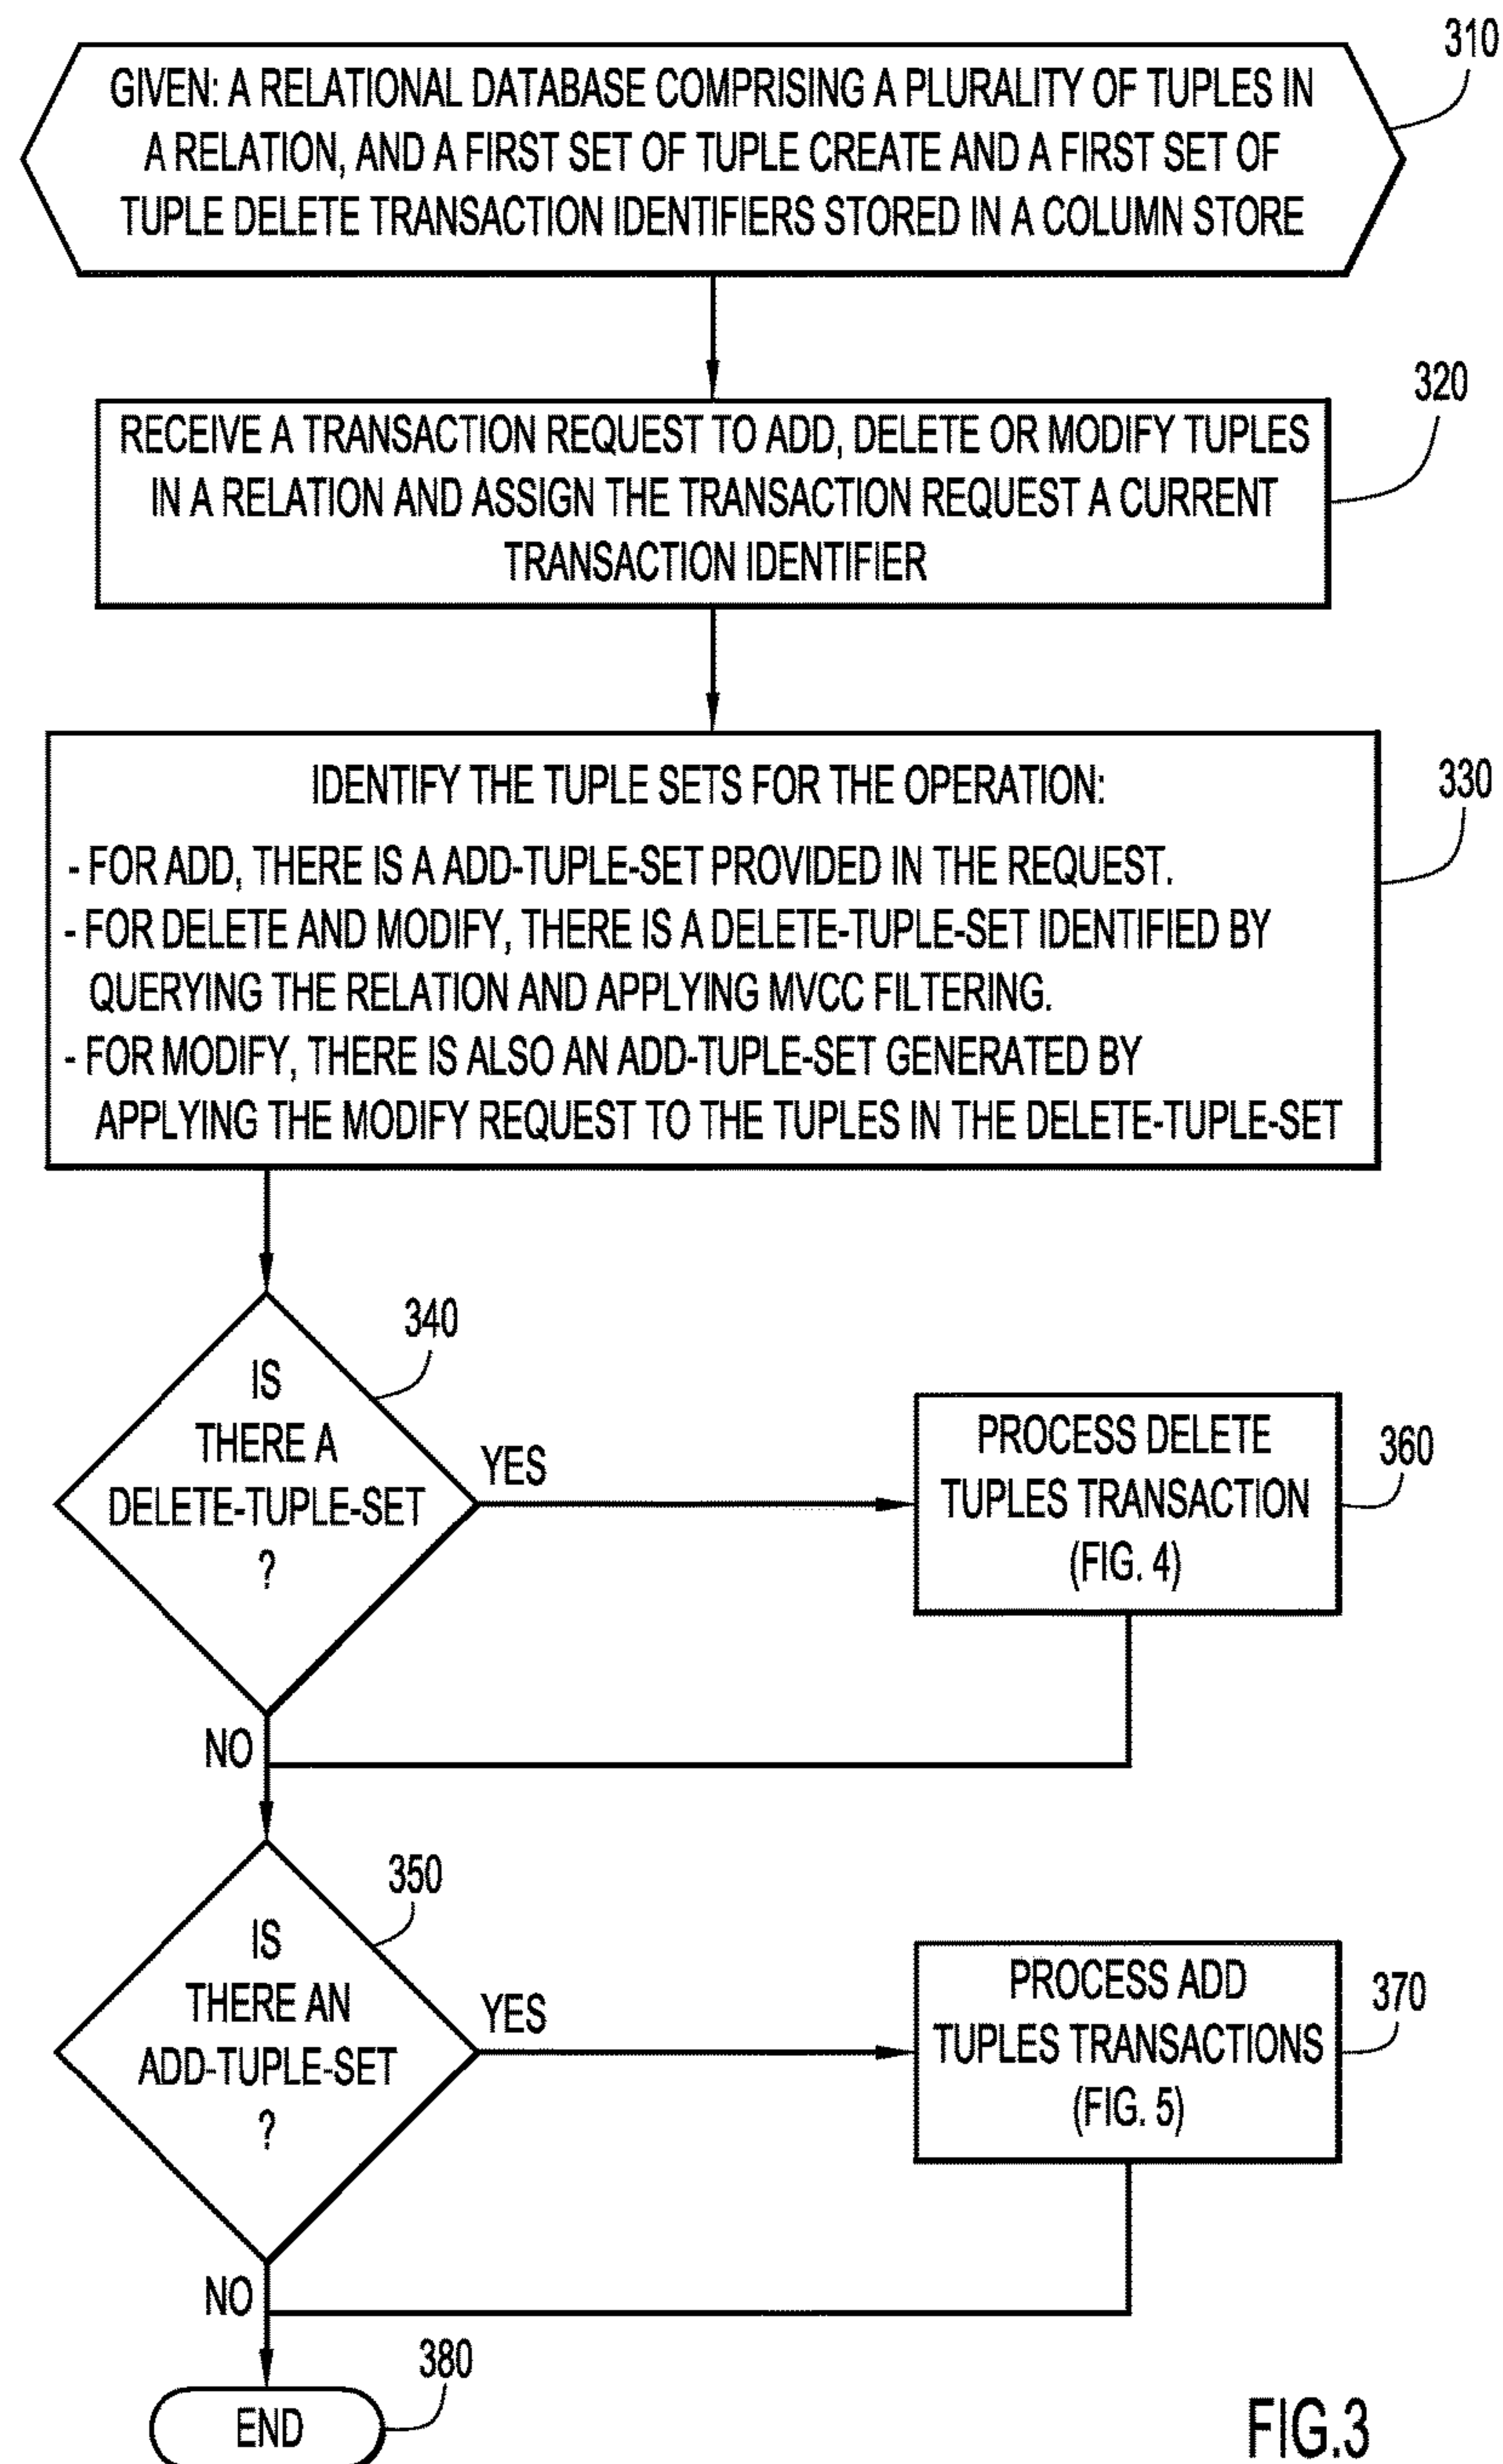 310
GIVEN: A RELATIONAL DATABASE COMPRISING A PLURALITY OF TUPLES IN
A RELATION, AND A FIRST SET OF TUPLE CREATE AND A FIRST SET OF
TUPLE DELETE TRANSACTION IDENTIFIERS STORED IN A COLUMN STORE
320
RECEIVE A TRANSACTION REQUEST TO ADD, DELETE OR MODIFY TUPLES
IN A RELATION AND ASSIGN THE TRANSACTION REQUEST A CURRENT
TRANSACTION IDENTIFIER
330
IDENTIFY THE TUPLE SETS FOR THE OPERATION:
- FOR ADD, THERE IS A ADD-TUPLE-SET PROVIDED IN THE REQUEST.
- FOR DELETE AND MODIFY, THERE IS A DELETE-TUPLE-SET IDENTIFIED BY
QUERYING THE RELATION AND APPLYING MVCC FILTERING.
- FOR MODIFY, THERE IS ALSO AN ADD-TUPLE-SET GENERATED BY
APPLYING THE MODIFY REQUEST TO THE TUPLES IN THE DELETE-TUPLE-SET
340
IS
THERE A
DELETE-TUPLE-SET
?
YES
PROCESS DELETE
TUPLES TRANSACTION
(FIG. 4)
360
NO
350
IS
THERE AN
ADD-TUPLE-SET
?
YES
PROCESS ADD
TUPLES TRANSACTIONS
(FIG. 5)
370
NO
380
END
FIG.3